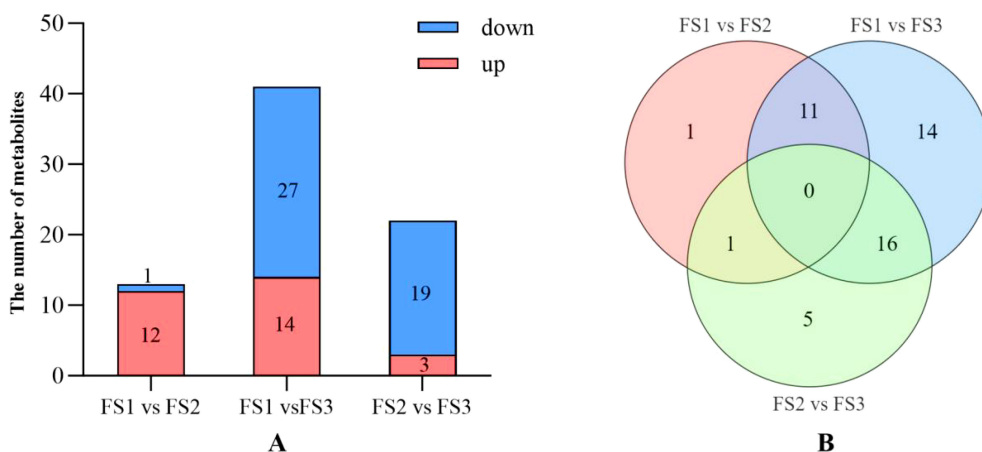 50
40
30
20
10
0
The number of metabolites
down
up
1
12
27
14
19
3
FS1 vs FS2
FS1 vsFS3
FS2 vs FS3
A
FS1 vs FS2
FS1 vs FS3
1
11
14
0
1
16
5
FS2 vs FS3
B